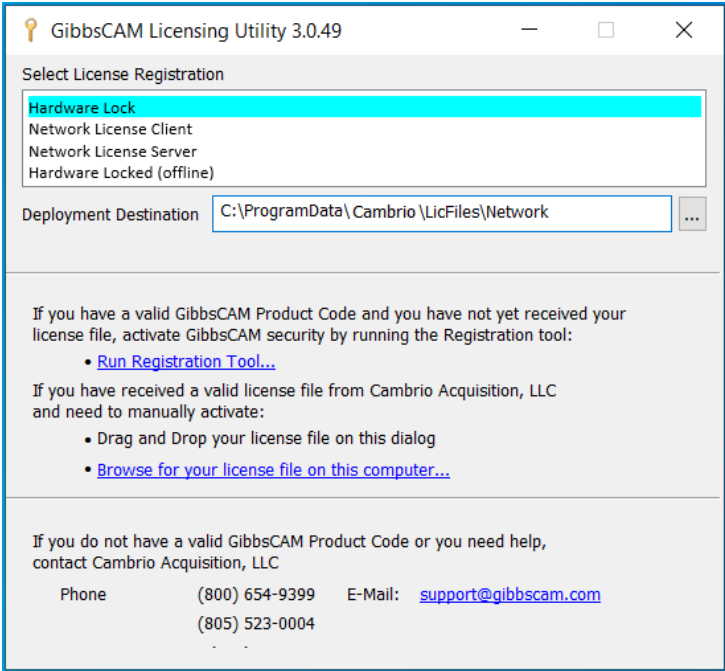 GibbsCAM Licensing Utility 3.0.49
Select License Registration
Hardware Lock
Network License Client
Network License Server
Hardware Locked (offline)
Deployment Destination C:\ProgramData\Cambrio\LicFiles\Network ...
If you have a valid GibbsCAM Product Code and you have not yet received your
license file, activate GibbsCAM security by running the Registration tool:
• Run Registration Tool...
If you have received a valid license file from Cambrio Acquisition, LLC
and need to manually activate:
• Drag and Drop your license file on this dialog
• Browse for your license file on this computer...
If you do not have a valid GibbsCAM Product Code or you need help,
contact Cambrio Acquisition, LLC
Phone (800) 654-9399 E-Mail: support@gibbscam.com
(805) 523-0004